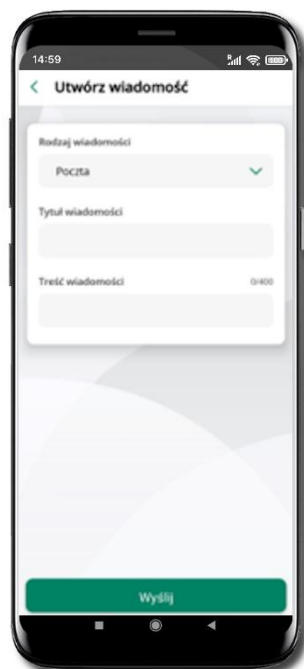 14:59
Utwórz wiadomość
Rodzaj wiadomości
Poczta
Tytuł wiadomości
Treść wiadomości 0/400
Wyślij